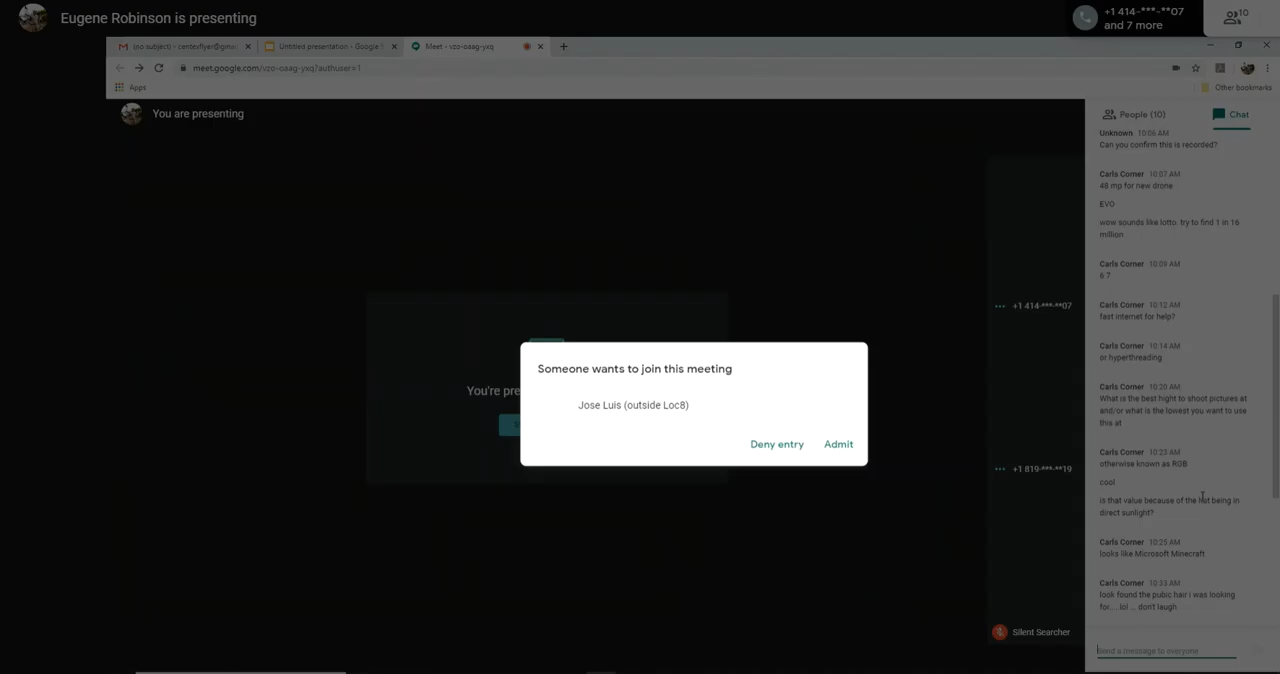 Eugene Robinson is presenting
+1 414-***-**07
and 7 more
10
(no subject) - centexflyer@gmai
Untitled presentation - Google S
Meet - vzo-oaag-yxq
meet.google.com/vzo-oaag-yxq?authuser=1
Apps
Other bookmarks
You are presenting
People (10)
Chat
Unknown 10:06 AM
Can you confirm this is recorded?
Carls Corner 10:07 AM
48 mp for new drone
EVO
wow sounds like lotto. try to find 1 in 16
million
Carls Corner 10:09 AM
6 ?
+1 414-***-**07
Carls Corner 10:12 AM
fast internet for help?
Carls Corner 10:14 AM
or hyperthreading
Someone wants to join this meeting
You're pre
Jose Luis (outside Loc8)
Deny entry
Admit
Carls Corner 10:20 AM
What is the best hight to shoot pictures at
and/or what is the lowest you want to use
this at
Carls Corner 10:23 AM
otherwise known as RGB
+1 819-***-**19
cool
is that value because of the hat being in
direct sunlight?
Carls Corner 10:25 AM
looks like Microsoft Minecraft
Carls Corner 10:33 AM
look found the pubic hair i was looking
for.....lol ... don't laugh
Silent Searcher
Send a message to everyone